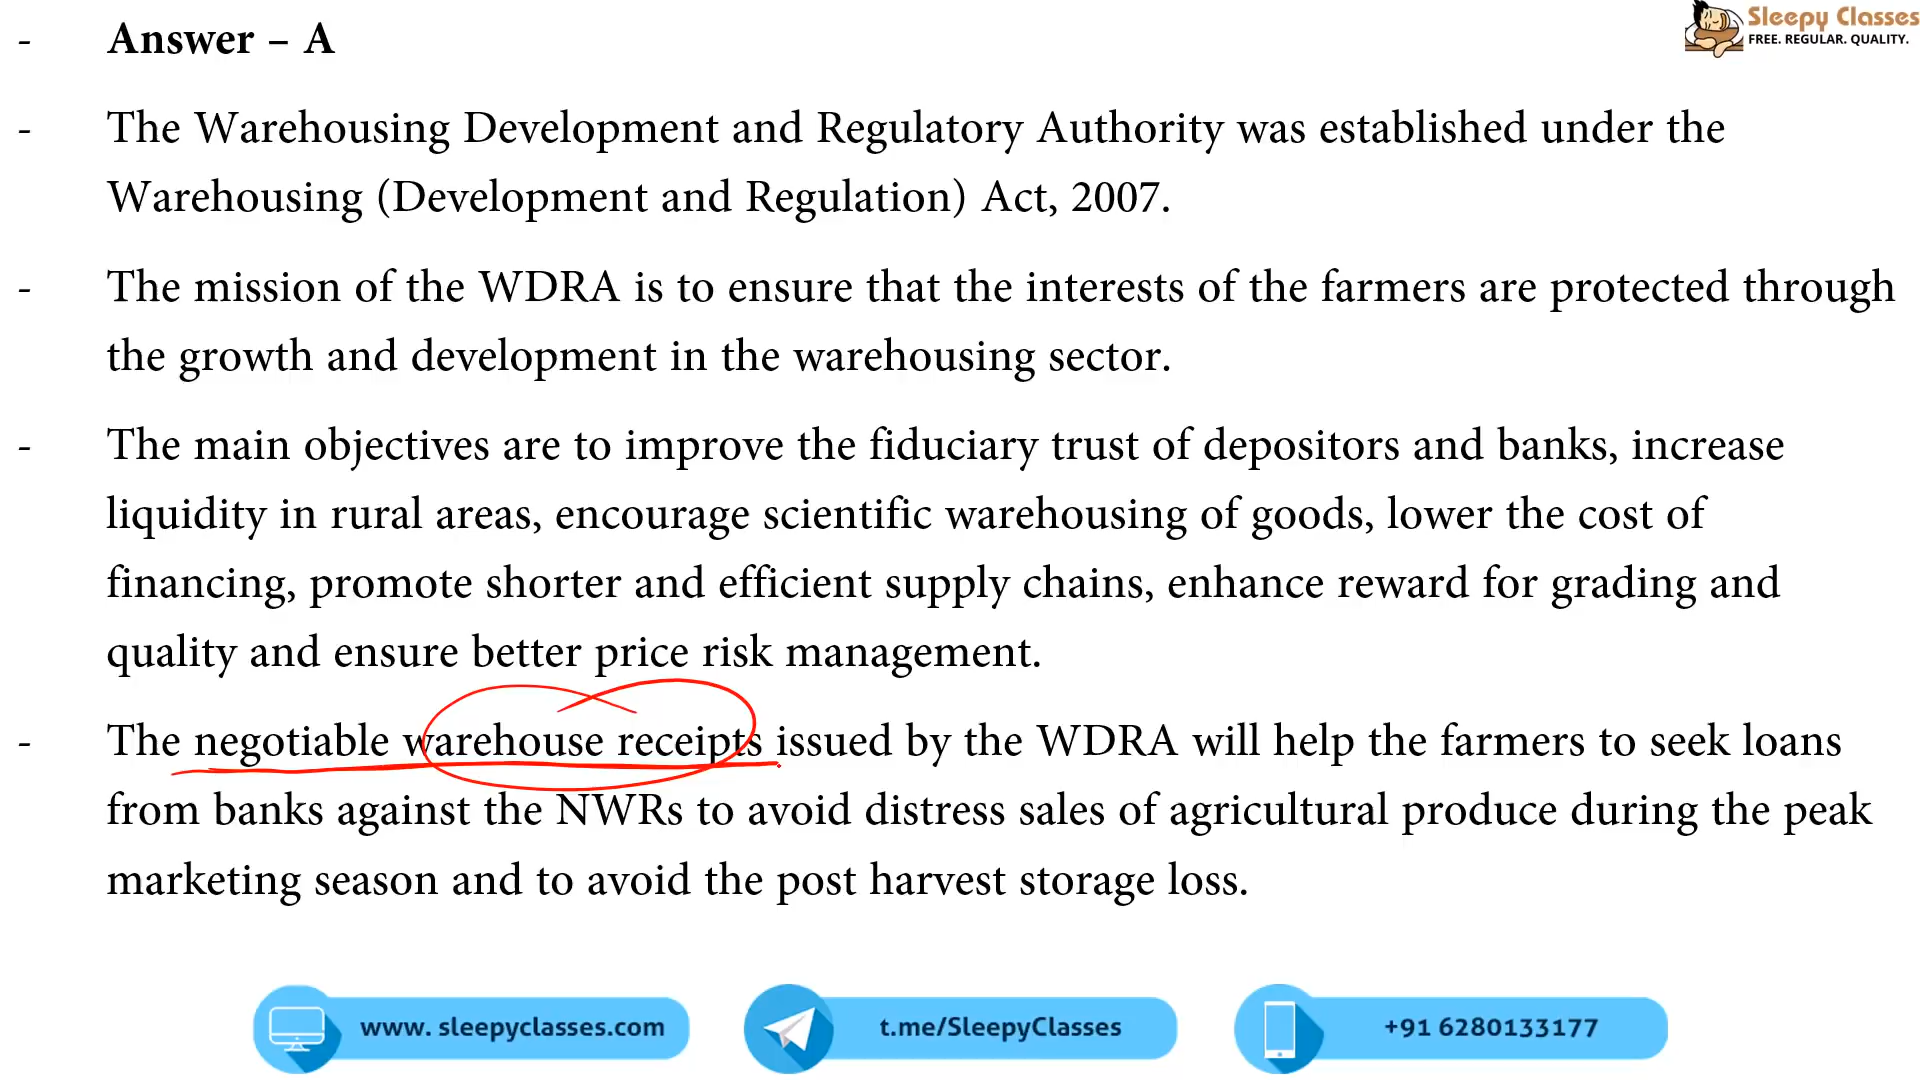 Sleepy Classes
FREE. REGULAR. QUALITY.
- Answer – A
- The Warehousing Development and Regulatory Authority was established under the
Warehousing (Development and Regulation) Act, 2007.
- The mission of the WDRA is to ensure that the interests of the farmers are protected through
the growth and development in the warehousing sector.
- The main objectives are to improve the fiduciary trust of depositors and banks, increase
liquidity in rural areas, encourage scientific warehousing of goods, lower the cost of
financing, promote shorter and efficient supply chains, enhance reward for grading and
quality and ensure better price risk management.
- The negotiable warehouse receipts issued by the WDRA will help the farmers to seek loans
from banks against the NWRs to avoid distress sales of agricultural produce during the peak
marketing season and to avoid the post harvest storage loss.
www. sleepyclasses.com
t.me/SleepyClasses
+91 6280133177